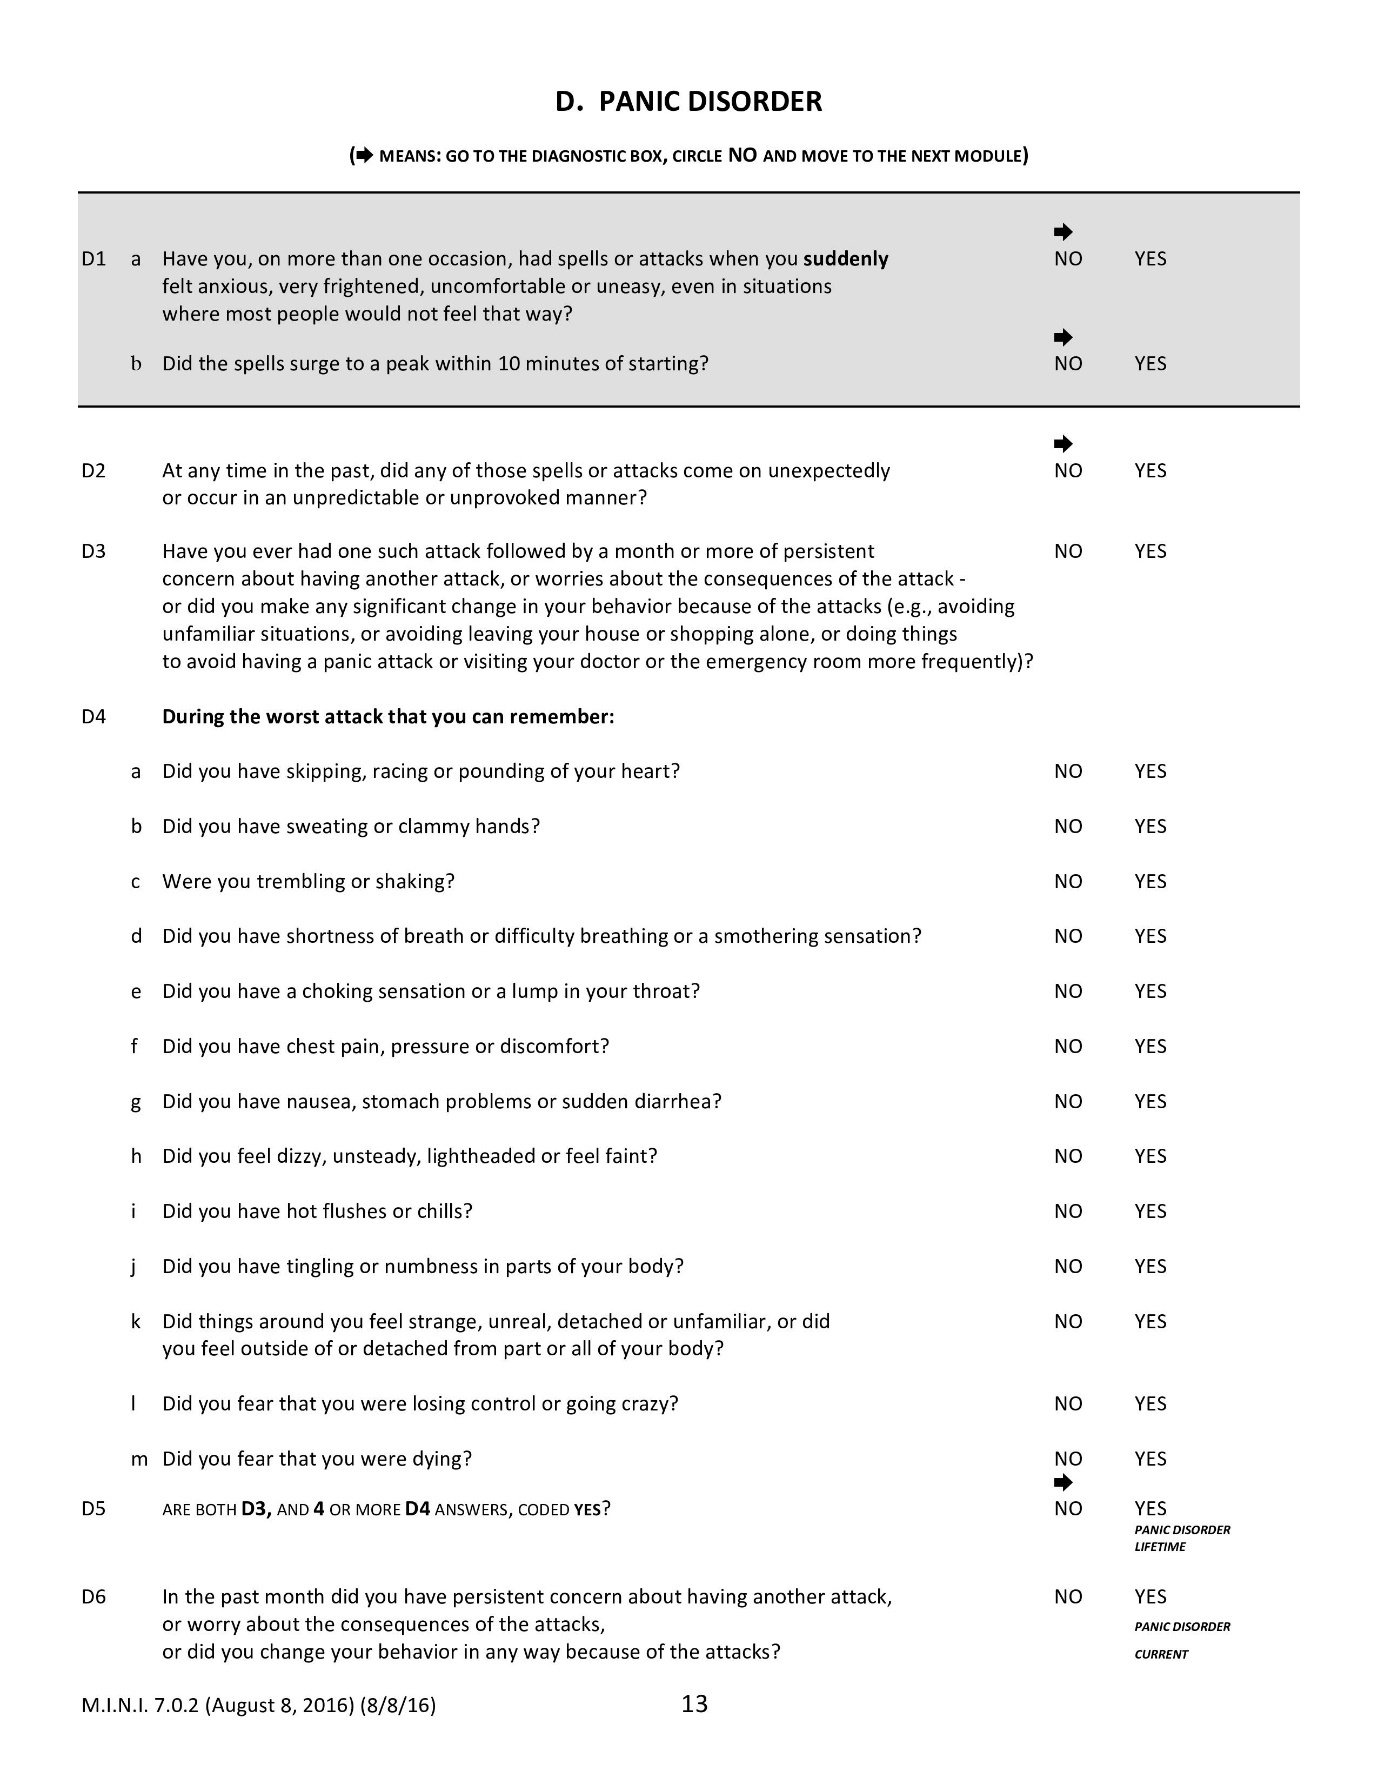 D. PANIC DISORDER
(➡ MEANS: GO TO THE DIAGNOSTIC BOX, CIRCLE NO AND MOVE TO THE NEXT MODULE)
➡
D1 a Have you, on more than one occasion, had spells or attacks when you suddenly NO YES
felt anxious, very frightened, uncomfortable or uneasy, even in situations
where most people would not feel that way?
➡
b Did the spells surge to a peak within 10 minutes of starting? NO YES
➡
D2 At any time in the past, did any of those spells or attacks come on unexpectedly NO YES
or occur in an unpredictable or unprovoked manner?
D3 Have you ever had one such attack followed by a month or more of persistent NO YES
concern about having another attack, or worries about the consequences of the attack -
or did you make any significant change in your behavior because of the attacks (e.g., avoiding
unfamiliar situations, or avoiding leaving your house or shopping alone, or doing things
to avoid having a panic attack or visiting your doctor or the emergency room more frequently)?
D4 During the worst attack that you can remember:
a Did you have skipping, racing or pounding of your heart? NO YES
b Did you have sweating or clammy hands? NO YES
c Were you trembling or shaking? NO YES
d Did you have shortness of breath or difficulty breathing or a smothering sensation? NO YES
e Did you have a choking sensation or a lump in your throat? NO YES
f Did you have chest pain, pressure or discomfort? NO YES
g Did you have nausea, stomach problems or sudden diarrhea? NO YES
h Did you feel dizzy, unsteady, lightheaded or feel faint? NO YES
i Did you have hot flushes or chills? NO YES
j Did you have tingling or numbness in parts of your body? NO YES
k Did things around you feel strange, unreal, detached or unfamiliar, or did NO YES
you feel outside of or detached from part or all of your body?
l Did you fear that you were losing control or going crazy? NO YES
m Did you fear that you were dying? NO YES
➡
D5 ARE BOTH D3, AND 4 OR MORE D4 ANSWERS, CODED YES? NO YES
PANIC DISORDER
LIFETIME
D6 In the past month did you have persistent concern about having another attack, NO YES
or worry about the consequences of the attacks, PANIC DISORDER
or did you change your behavior in any way because of the attacks? CURRENT
M.I.N.I. 7.0.2 (August 8, 2016) (8/8/16) 13